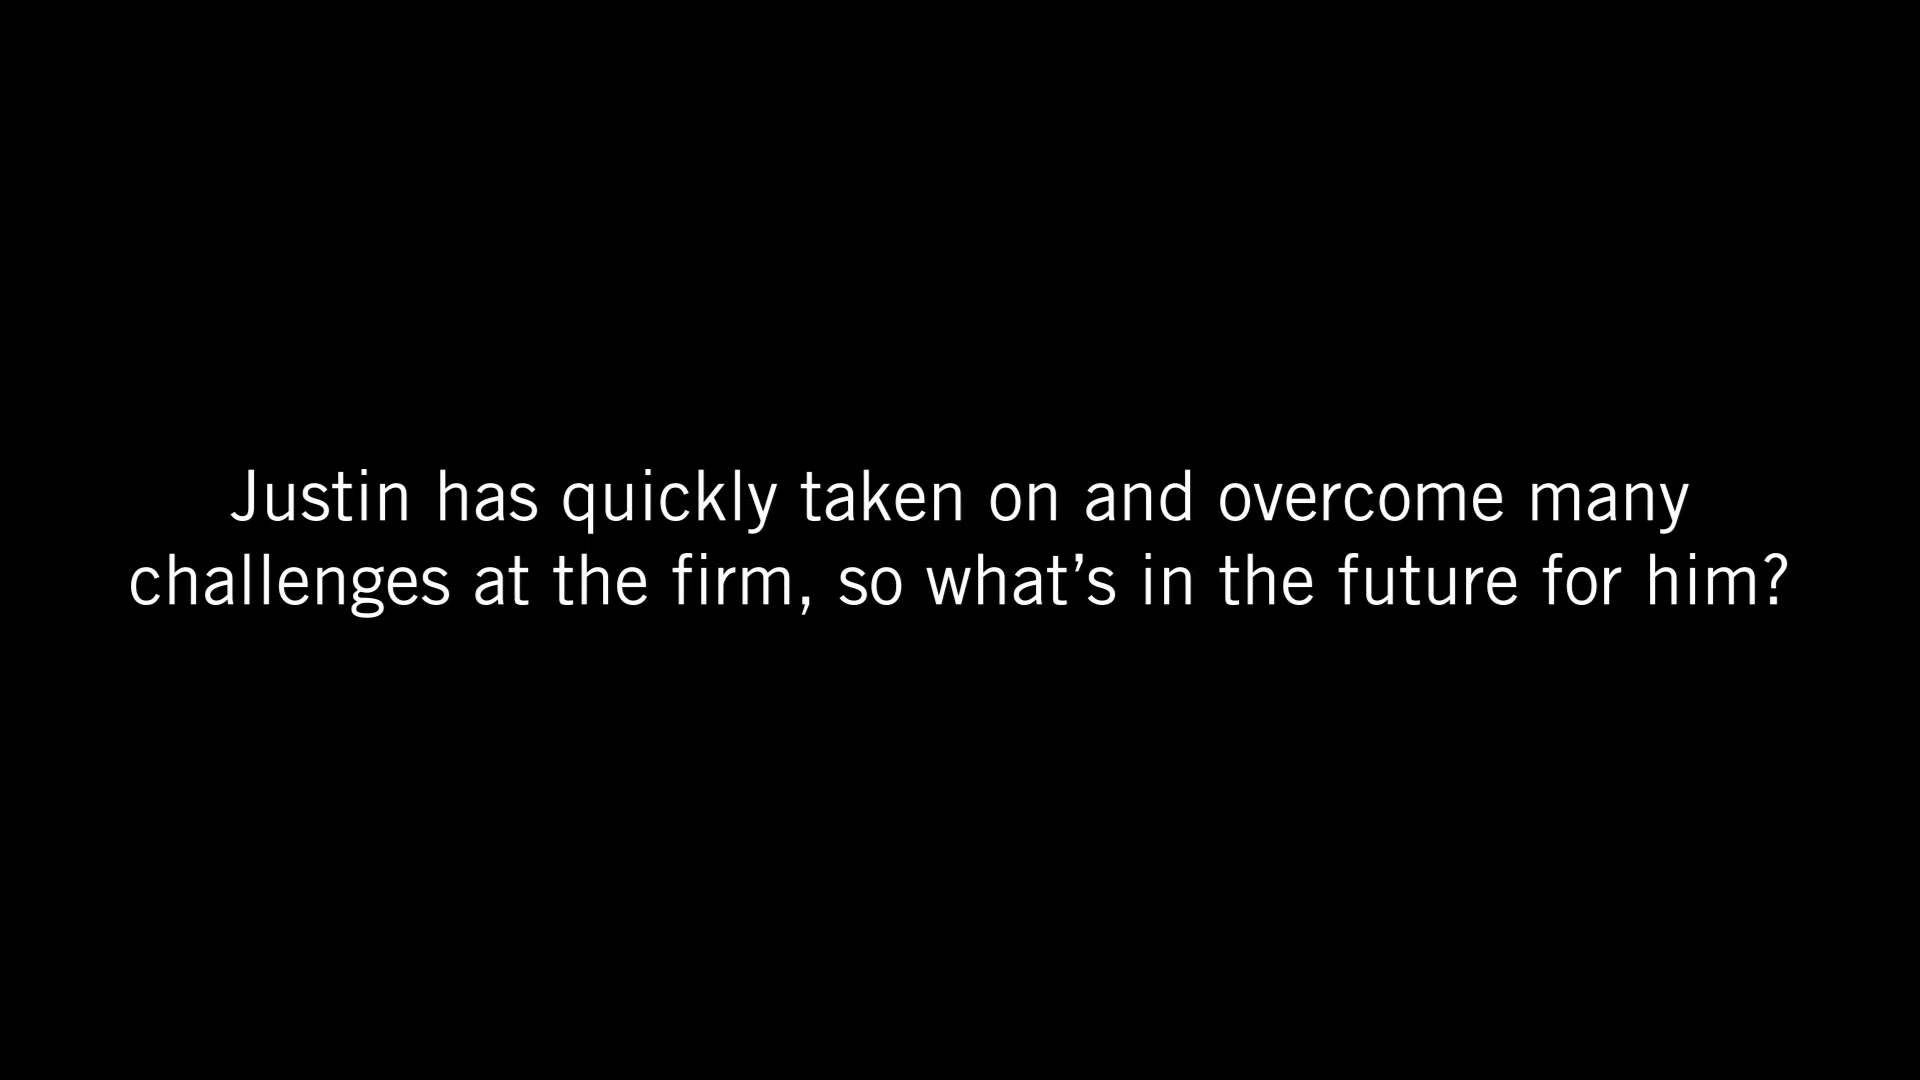 Justin has quickly taken on and overcome many
challenges at the firm, so what’s in the future for him?